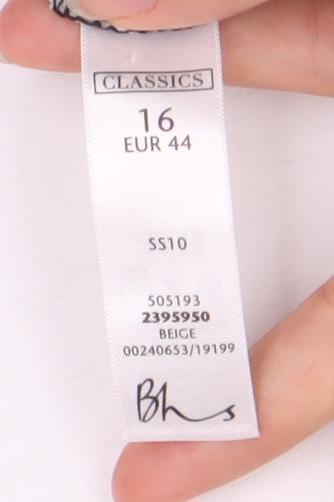 CLASSICS
16
EUR 44
SS10
505193
2395950
BEIGE
00240653/19199
Bhs